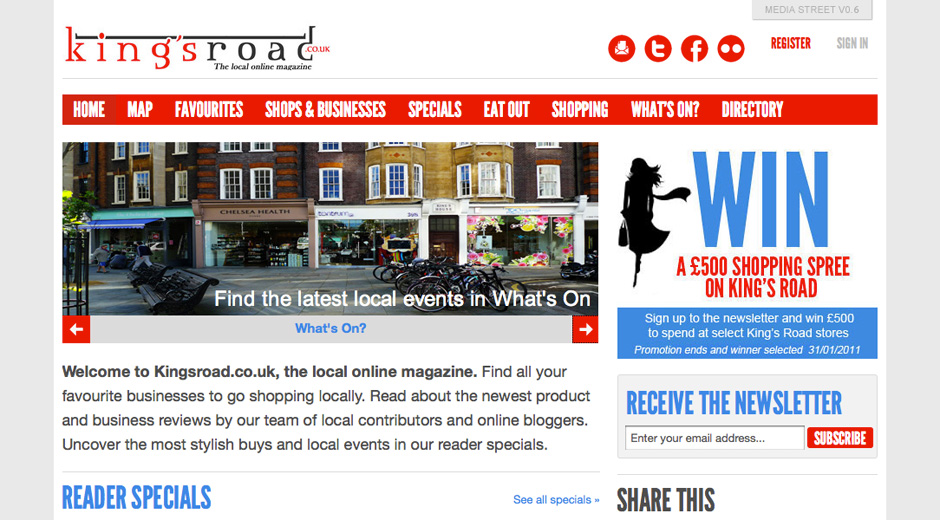 MEDIA STREET V0.6
king'sroad.co.uk
The local online magazine
REGISTER SIGN IN
HOME MAP FAVOURITES SHOPS & BUSINESSES SPECIALS EAT OUT SHOPPING WHAT'S ON? DIRECTORY
CHELSEA HEALTH
Find the latest local events in What's On
What's On?
Welcome to Kingsroad.co.uk, the local online magazine. Find all your
favourite businesses to go shopping locally. Read about the newest product
and business reviews by our team of local contributors and online bloggers.
Uncover the most stylish buys and local events in our reader specials.
READER SPECIALS
See all specials »
WIN
A £500 SHOPPING SPREE
ON KING'S ROAD
Sign up to the newsletter and win £500
to spend at select King's Road stores
Promotion ends and winner selected 31/01/2011
RECEIVE THE NEWSLETTER
Enter your email address... SUBSCRIBE
SHARE THIS